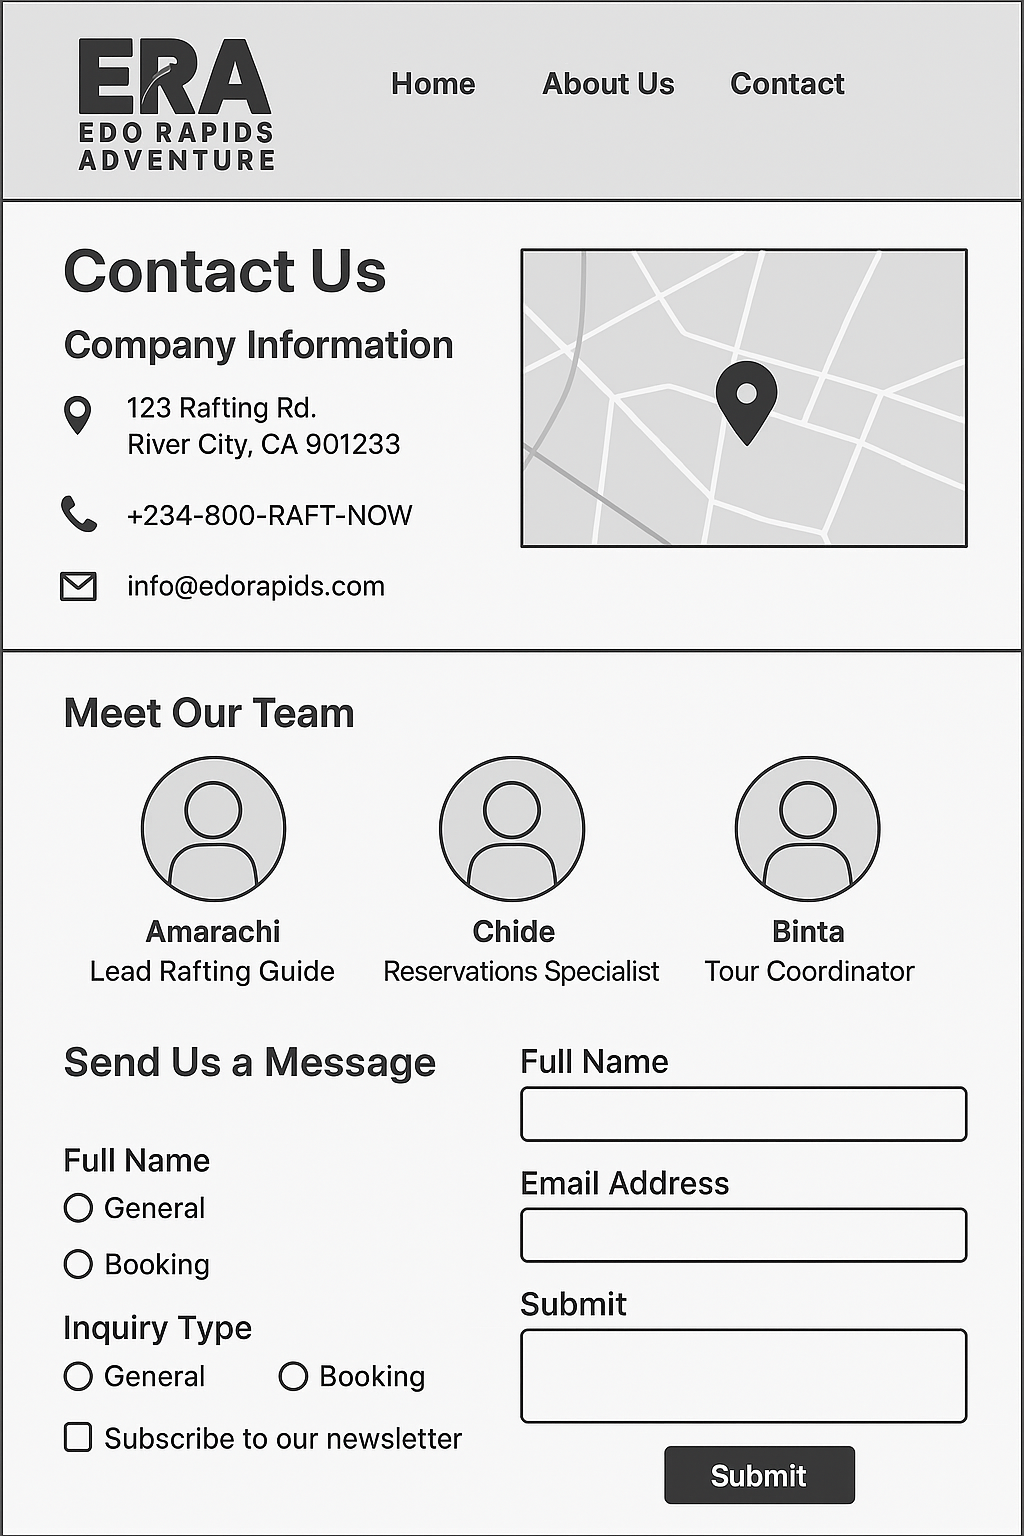 ERA
EDO RAPIDS
ADVENTURE
Home
About Us
Contact
Contact Us
Company Information
123 Rafting Rd.
River City, CA 901233
+234-800-RAFT-NOW
info@edorapids.com
Meet Our Team
Amarachi
Lead Rafting Guide
Chide
Reservations Specialist
Binta
Tour Coordinator
Send Us a Message
Full Name
General
Booking
Inquiry Type
General
Booking
Subscribe to our newsletter
Full Name
Email Address
Submit
Submit